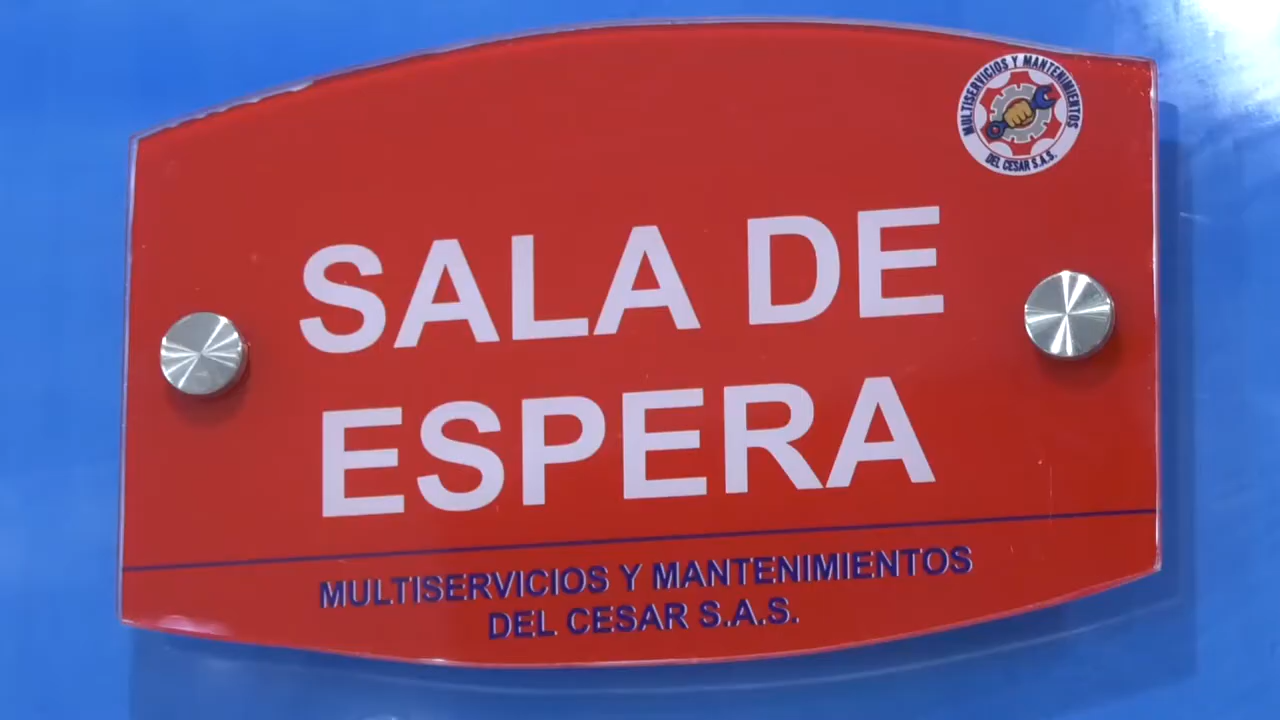 MULTISERVICIOS Y MANTENIMIENTOS
DEL CESAR S.A.S.
SALA DE
ESPERA
MULTISERVICIOS Y MANTENIMIENTOS
DEL CESAR S.A.S.